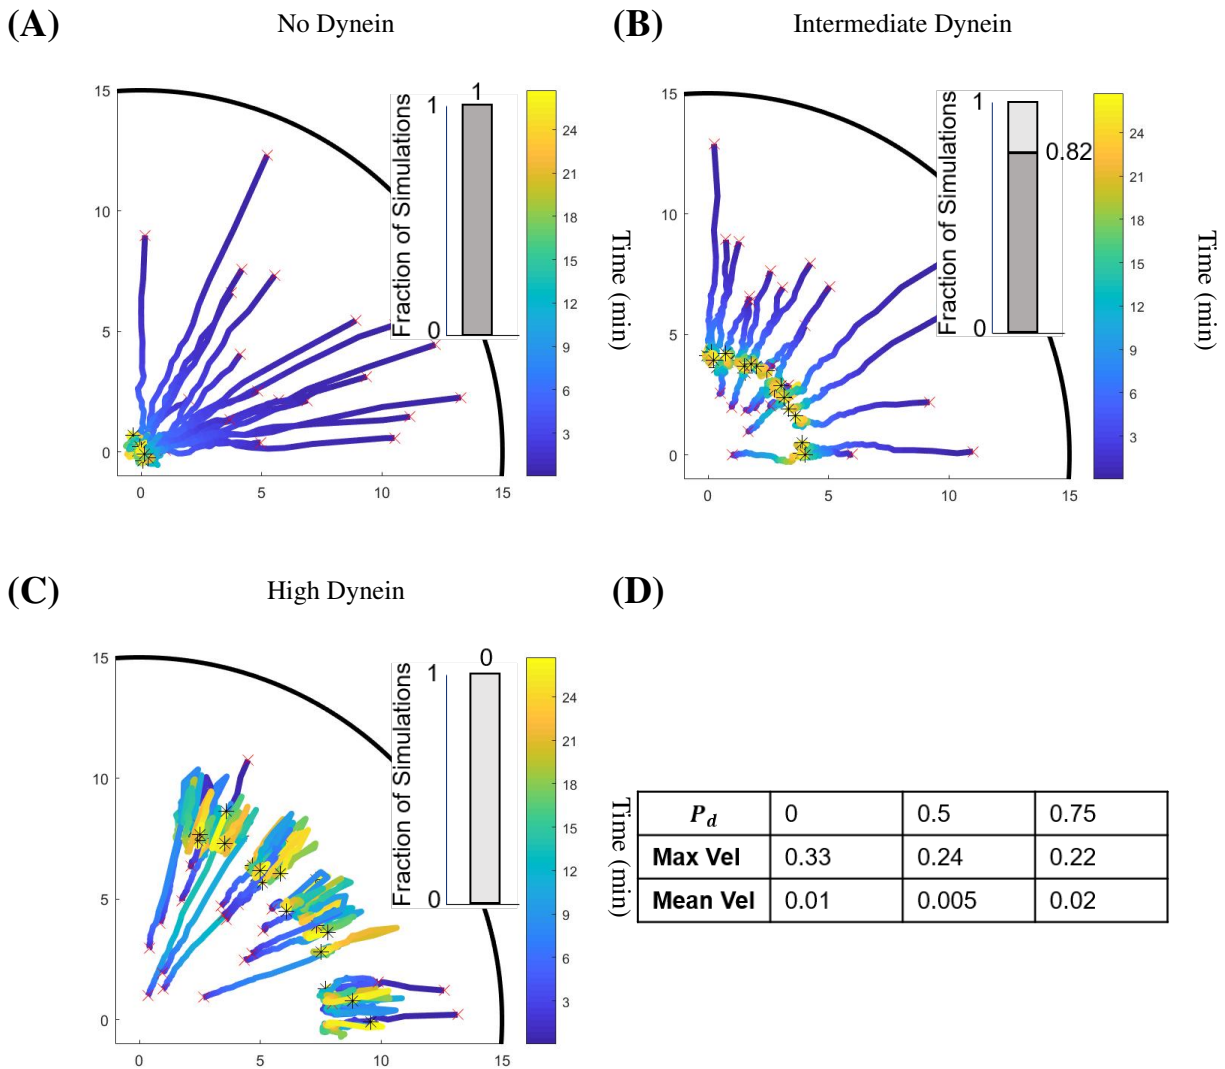 (A) No Dynein
15
10
5
0
0 5 10 15
Fraction of Simulations
1
1
0
24
21
18
15
12
9
6
3
Time (min)
(B) Intermediate Dynein
15
10
5
0
0 5 10 15
Fraction of Simulations
1
0.82
0
24
21
18
15
12
9
6
3
Time (min)
(C) High Dynein
15
10
5
0
0 5 10 15
Fraction of Simulations
0
1
0
24
21
18
15
12
9
6
3
Time (min)
(D)
P_d 0 0.5 0.75
Max Vel 0.33 0.24 0.22
Mean Vel 0.01 0.005 0.02